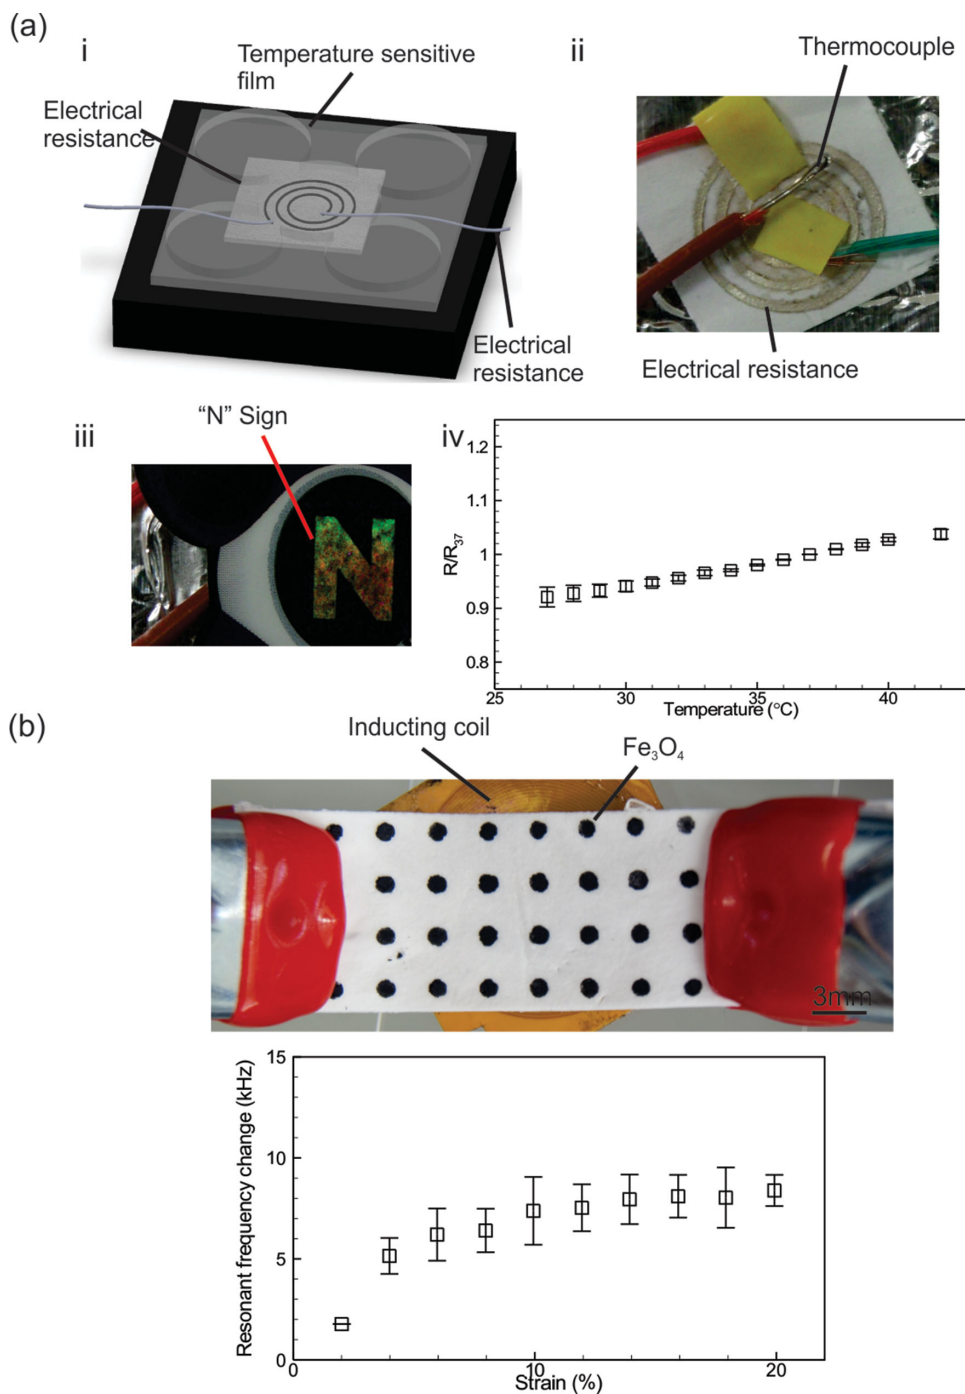 (a)
i
Temperature sensitive
film
Electrical
resistance
Electrical
resistance
ii
Thermocouple
Electrical resistance
iii
“N” Sign
N
iv
R/R₃₇
1.2
1.1
1
0.9
0.8
25
30
35
40
Temperature (°C)
(b)
Inducting coil
Fe₃O₄
3mm
Resonant frequency change (kHz)
15
10
5
0
0
10
20
Strain (%)